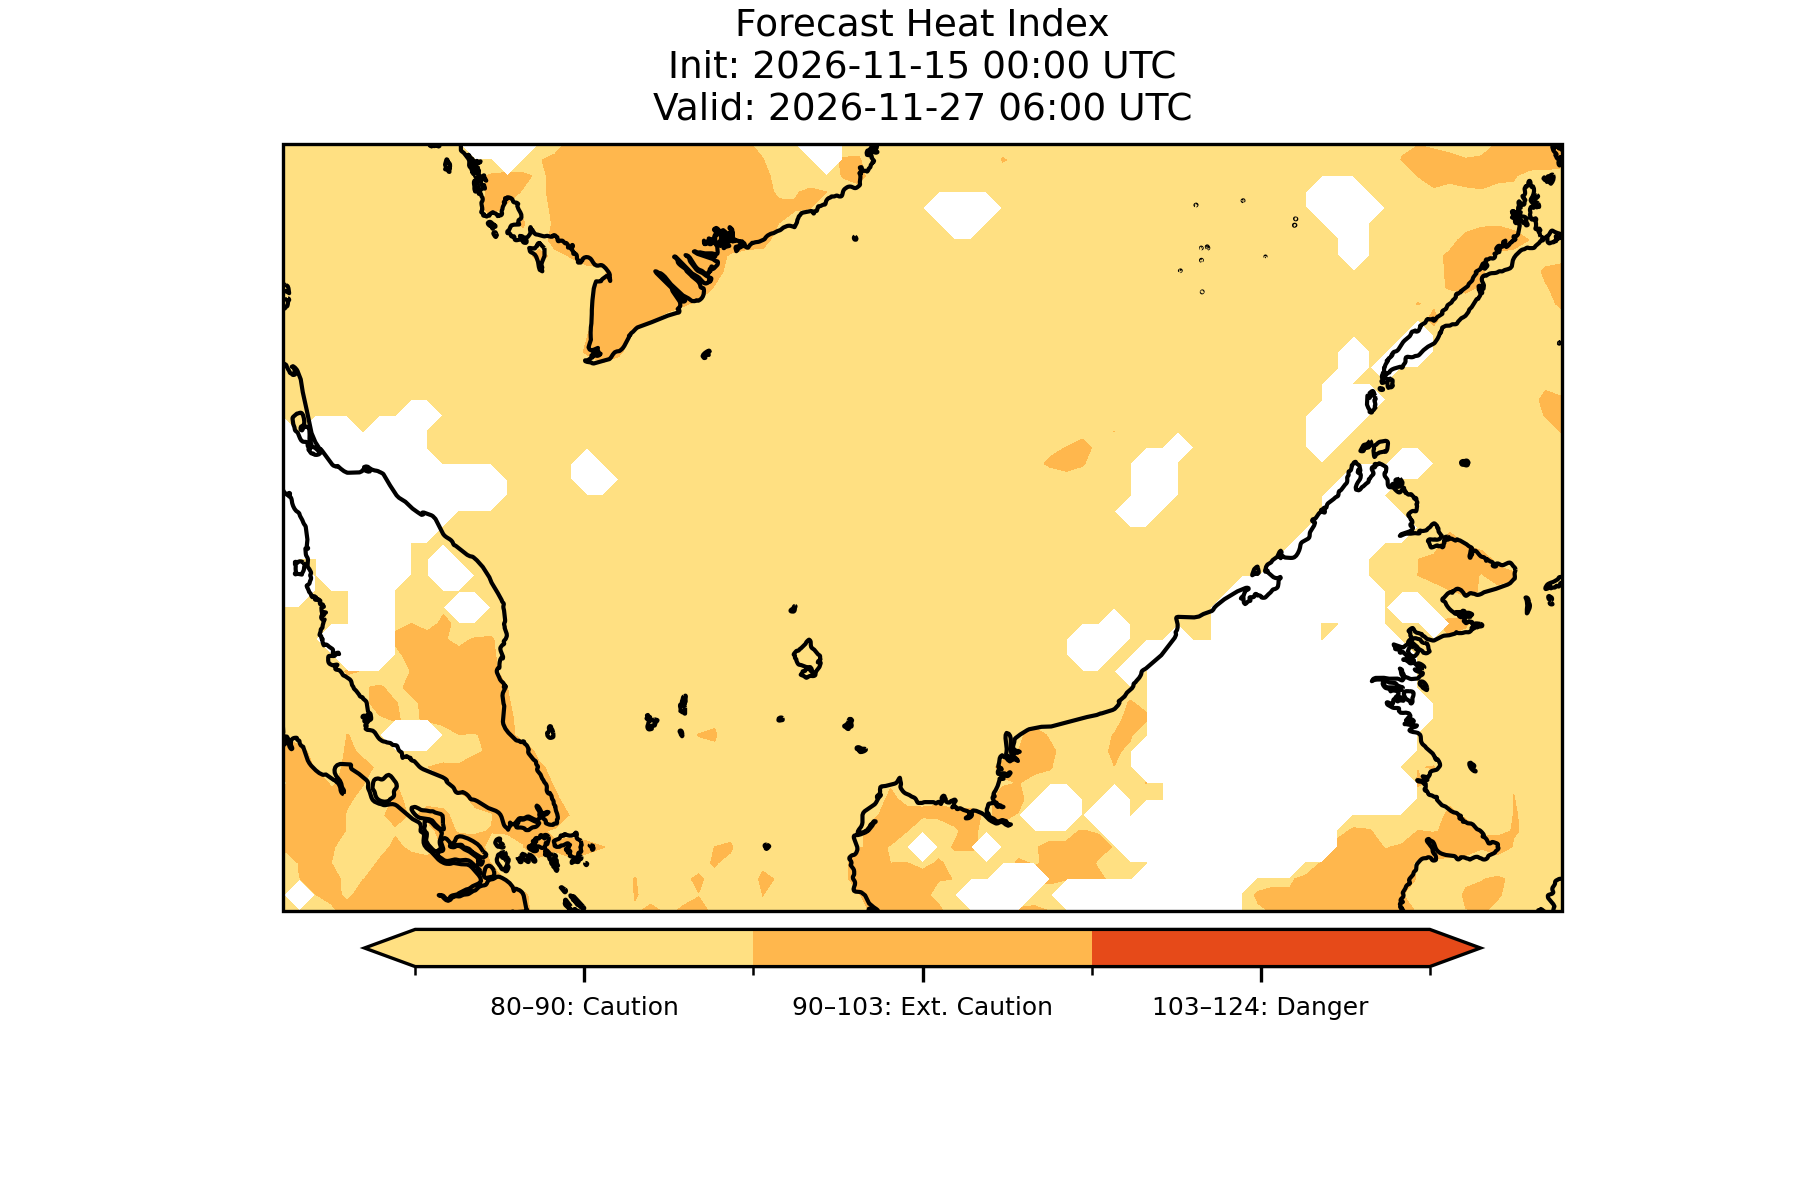 Forecast Heat Index
Init: 2026-11-15 00:00 UTC
Valid: 2026-11-27 06:00 UTC
80–90: Caution
90–103: Ext. Caution
103–124: Danger